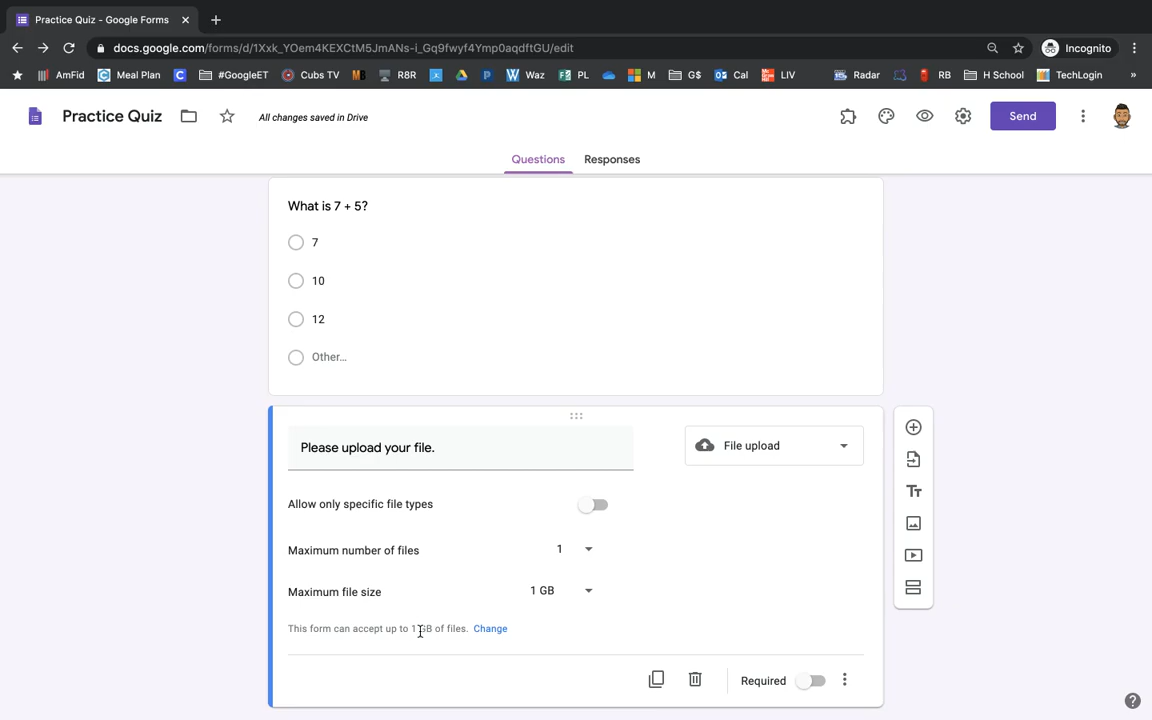 Practice Quiz - Google Forms
docs.google.com/forms/d/1Xxk_YOem4KEXCtM5JmANs-i_Gq9fwyf4Ymp0aqdftGU/edit
Incognito
AmFid
Meal Plan
#GoogleET
Cubs TV
R8R
PL
Waz
PL
M
G$
Cal
LIV
Radar
RB
H School
TechLogin
»
Practice Quiz
All changes saved in Drive
Send
Questions
Responses
What is 7 + 5?
7
10
12
Other...
Please upload your file.
File upload
Allow only specific file types
Maximum number of files
1
Maximum file size
1 GB
This form can accept up to 1 GB of files. Change
Required